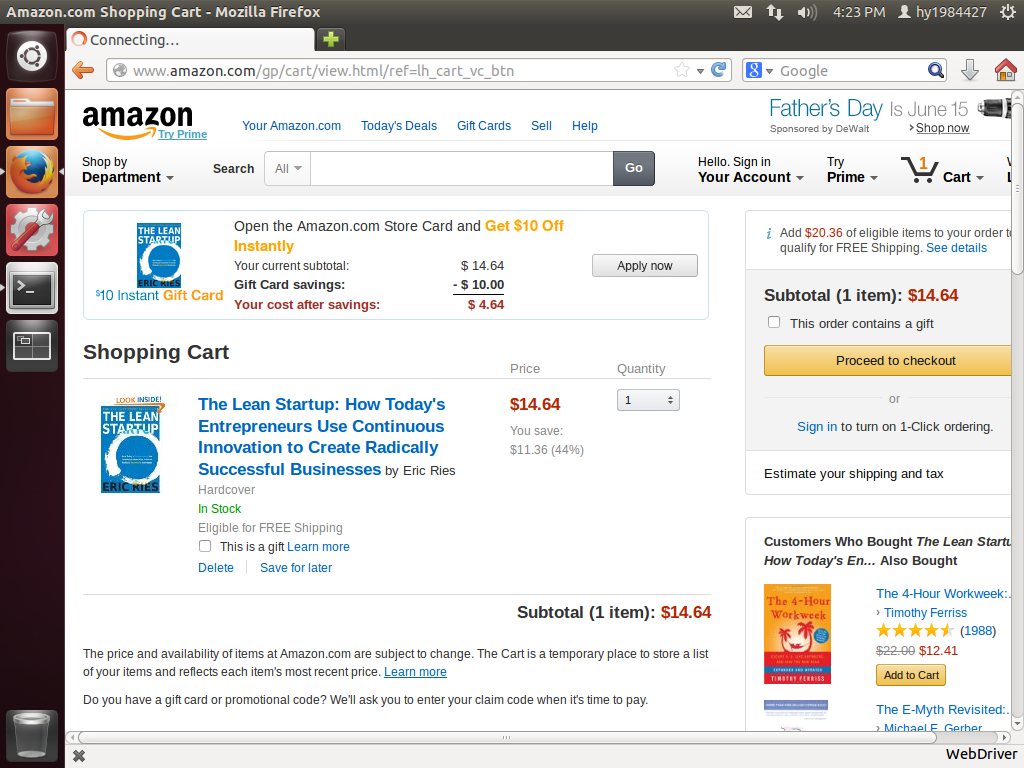 Amazon.com Shopping Cart - Mozilla Firefox
4:23 PM hy1984427
Connecting…
www.amazon.com/gp/cart/view.html/ref=lh_cart_vc_btn
Google
amazon
Try Prime
Your Amazon.com Today's Deals Gift Cards Sell Help
Father's Day Is June 15
Sponsored by DeWalt › Shop now
Shop by
Department
Search All Go
Hello. Sign in
Your Account
Try
Prime
1
Cart
THE LEAN
STARTUP
ERIC RIES
$10 Instant Gift Card
Open the Amazon.com Store Card and Get $10 Off
Instantly
Your current subtotal: $ 14.64
Gift Card savings: - $ 10.00
Your cost after savings: $ 4.64
Apply now
Add $20.36 of eligible items to your order to
qualify for FREE Shipping. See details
Subtotal (1 item): $14.64
This order contains a gift
Proceed to checkout
or
Sign in to turn on 1-Click ordering.
Estimate your shipping and tax
Shopping Cart
Price Quantity
LOOK INSIDE!
THE LEAN
STARTUP
ERIC RIES
The Lean Startup: How Today's
Entrepreneurs Use Continuous
Innovation to Create Radically
Successful Businesses by Eric Ries
Hardcover
In Stock
Eligible for FREE Shipping
This is a gift Learn more
Delete Save for later
$14.64
You save:
$11.36 (44%)
1
Subtotal (1 item): $14.64
The price and availability of items at Amazon.com are subject to change. The Cart is a temporary place to store a list
of your items and reflects each item's most recent price. Learn more
Do you have a gift card or promotional code? We'll ask you to enter your claim code when it's time to pay.
Customers Who Bought The Lean Startu
How Today's En… Also Bought
The 4-Hour
Workweek
TIMOTHY FERRISS
The 4-Hour Workweek:…
› Timothy Ferriss
(1988)
$22.00 $12.41
Add to Cart
The E-Myth Revisited:…
› Michael E. Gerber
WebDriver